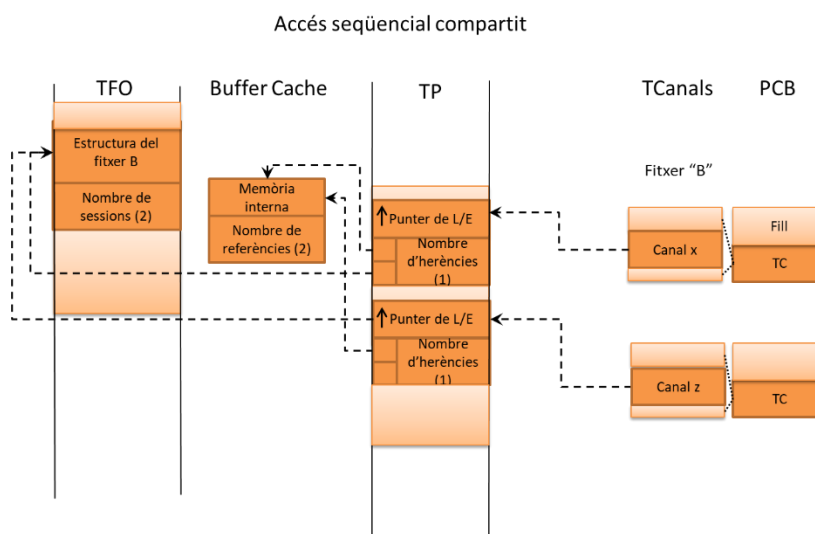 Accés seqüencial compartit
TFO
Buffer Cache
TP
TCanals
PCB
Estructura del
fitxer B
Nombre de
sessions (2)
Memòria
interna
Nombre de
referències (2)
Punter de L/E
Nombre
d'herències
(1)
Punter de L/E
Nombre
d'herències
(1)
Fitxer “B”
Canal x
Fill
TC
Canal z
TC